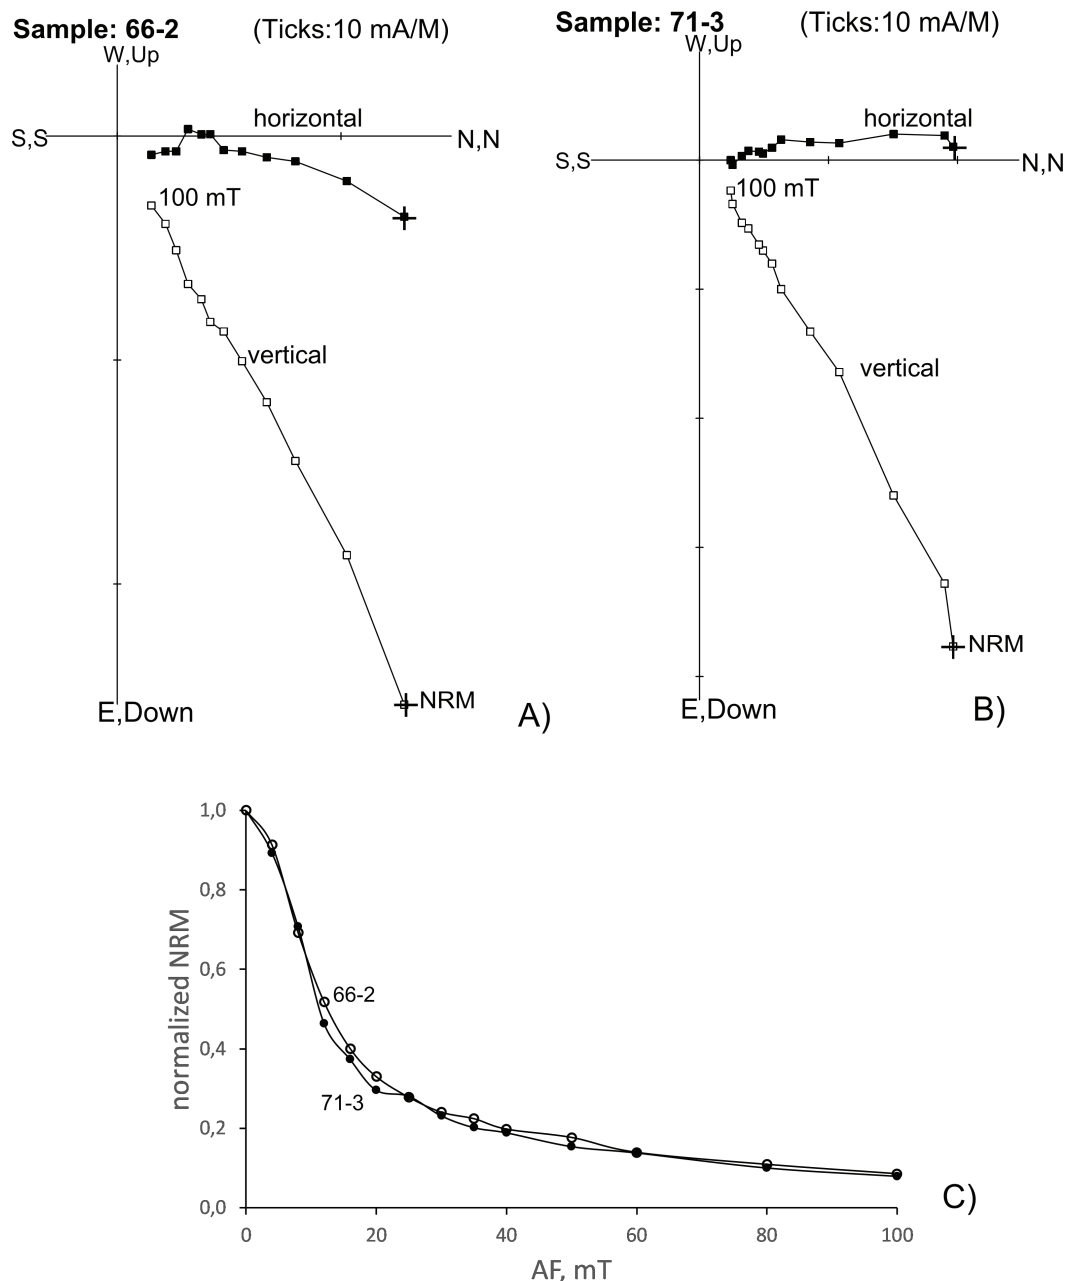 Sample: 66-2 (Ticks:10 mA/M)
W,Up
horizontal
S,S
N,N
100 mT
vertical
NRM
E,Down
A)
Sample: 71-3 (Ticks:10 mA/M)
W,Up
horizontal
S,S
N,N
100 mT
vertical
NRM
E,Down
B)
1,0
0,8
0,6
0,4
0,2
0,0
normalized NRM
66-2
71-3
C)
0 20 40 60 80 100
AF, mT